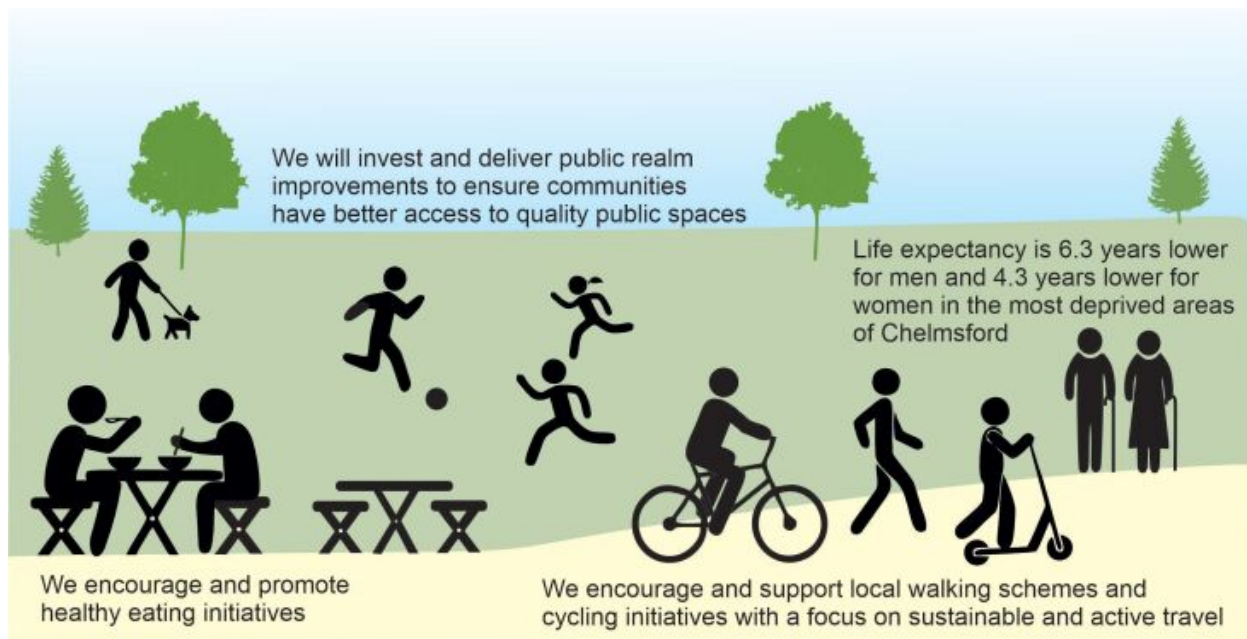 We will invest and deliver public realm
improvements to ensure communities
have better access to quality public spaces
Life expectancy is 6.3 years lower
for men and 4.3 years lower for
women in the most deprived areas
of Chelmsford
We encourage and promote
healthy eating initiatives
We encourage and support local walking schemes and
cycling initiatives with a focus on sustainable and active travel